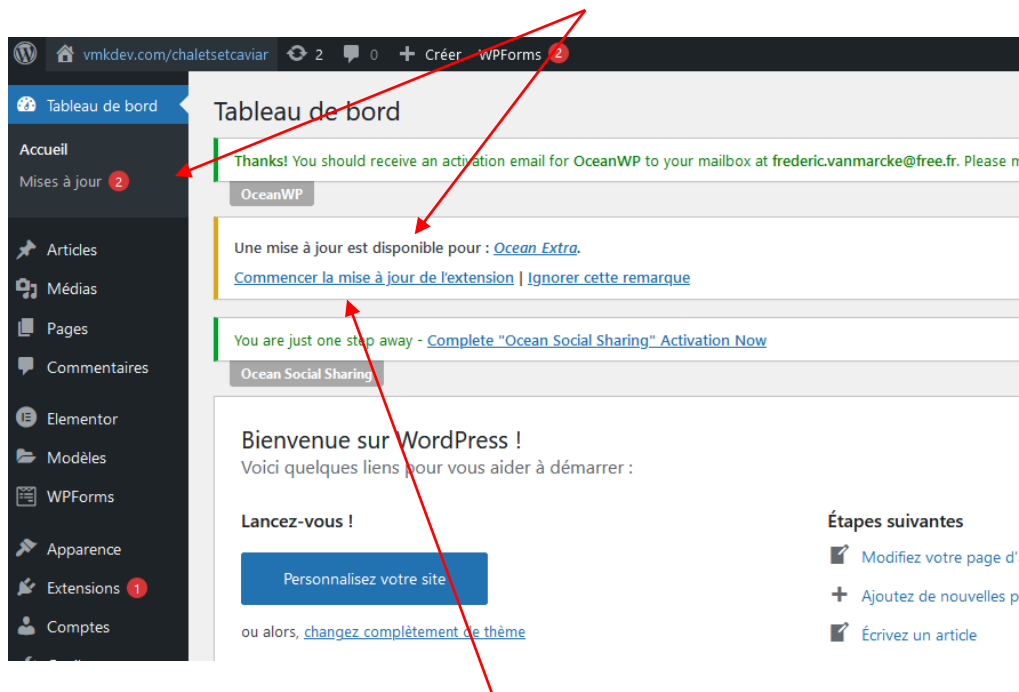 vmkdev.com/chaletsetcaviar 2 0 + Créer WPForms 2
Tableau de bord
Accueil
Mises à jour 2
Articles
Médias
Pages
Commentaires
Elementor
Modèles
WPForms
Apparence
Extensions 1
Comptes
Tableau de bord
Thanks! You should receive an activation email for OceanWP to your mailbox at frederic.vanmarcke@free.fr. Please
OceanWP
Une mise à jour est disponible pour : Ocean Extra.
Commencer la mise à jour de l'extension | Ignorer cette remarque
You are just one step away - Complete "Ocean Social Sharing" Activation Now
Ocean Social Sharing
Bienvenue sur WordPress !
Voici quelques liens pour vous aider à démarrer :
Lancez-vous !
Personnalisez votre site
ou alors, changez complètement de thème
Étapes suivantes
Modifiez votre page d'
Ajoutez de nouvelles p
Écrivez un article